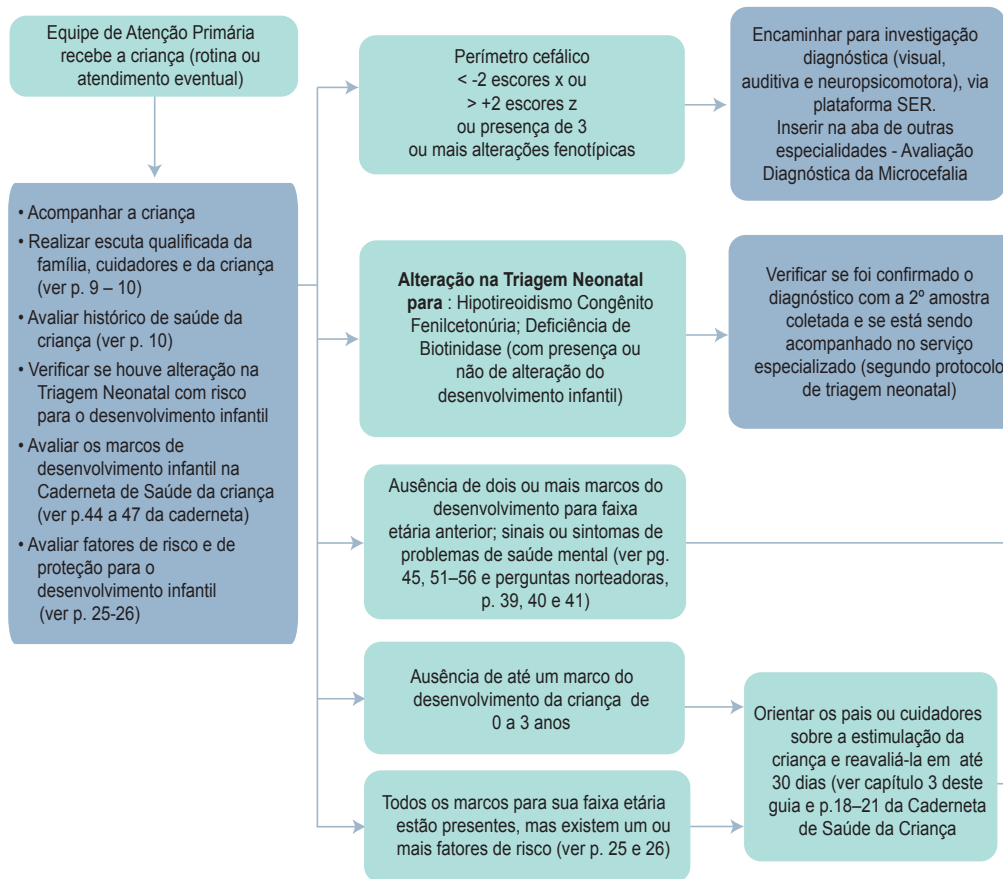 Equipe de Atenção Primária
recebe a criança (rotina ou
atendimento eventual)
• Acompanhar a criança
• Realizar escuta qualificada da
família, cuidadores e da criança
(ver p. 9 – 10)
• Avaliar histórico de saúde da
criança (ver p. 10)
• Verificar se houve alteração na
Triagem Neonatal com risco
para o desenvolvimento infantil
• Avaliar os marcos de
desenvolvimento infantil na
Caderneta de Saúde da criança
(ver p.44 a 47 da caderneta)
• Avaliar fatores de risco e de
proteção para o
desenvolvimento infantil
(ver p. 25-26)
Perímetro cefálico
< -2 escores x ou
> +2 escores z
ou presença de 3
ou mais alterações fenotípicas
Encaminhar para investigação
diagnóstica (visual,
auditiva e neuropsicomotora), via
plataforma SER.
Inserir na aba de outras
especialidades - Avaliação
Diagnóstica da Microcefalia
Alteração na Triagem Neonatal
para : Hipotireoidismo Congênito
Fenilcetonúria; Deficiência de
Biotinidase (com presença ou
não de alteração do
desenvolvimento infantil)
Verificar se foi confirmado o
diagnóstico com a 2º amostra
coletada e se está sendo
acompanhado no serviço
especializado (segundo protocolo
de triagem neonatal)
Ausência de dois ou mais marcos do
desenvolvimento para faixa
etária anterior; sinais ou sintomas de
problemas de saúde mental (ver pg.
45, 51–56 e perguntas norteadoras,
p. 39, 40 e 41)
Ausência de até um marco do
desenvolvimento da criança de
0 a 3 anos
Todos os marcos para sua faixa etária
estão presentes, mas existem um ou
mais fatores de risco (ver p. 25 e 26)
Orientar os pais ou cuidadores
sobre a estimulação da
criança e reavaliá-la em até
30 dias (ver capítulo 3 deste
guia e p.18–21 da Caderneta
de Saúde da Criança